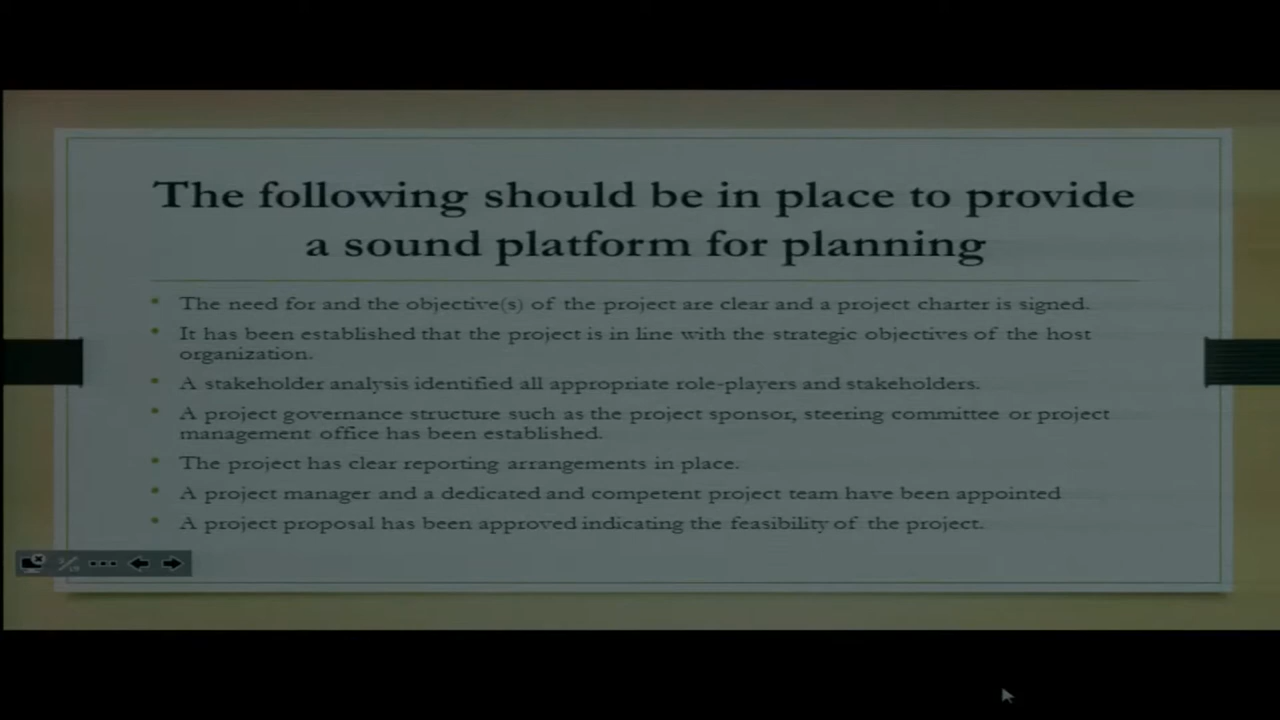 The following should be in place to provide
a sound platform for planning
• The need for and the objective(s) of the project are clear and a project charter is signed.
• It has been established that the project is in line with the strategic objectives of the host
organization.
• A stakeholder analysis identified all appropriate role-players and stakeholders.
• A project governance structure such as the project sponsor, steering committee or project
management office has been established.
• The project has clear reporting arrangements in place.
• A project manager and a dedicated and competent project team have been appointed
• A project proposal has been approved indicating the feasibility of the project.